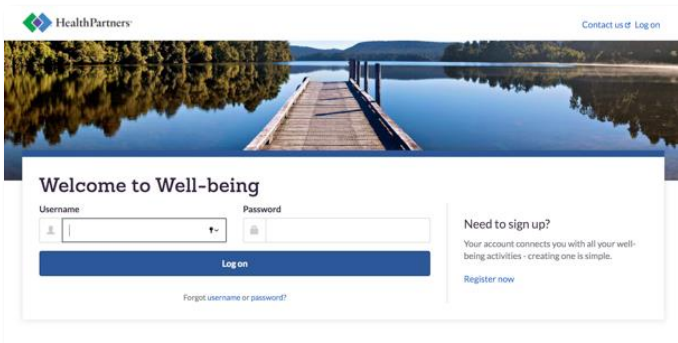 HealthPartners
Contact us Log on
Welcome to Well-being
Username
Password
Log on
Forgot username or password?
Need to sign up?
Your account connects you with all your well-
being activities - creating one is simple.
Register now